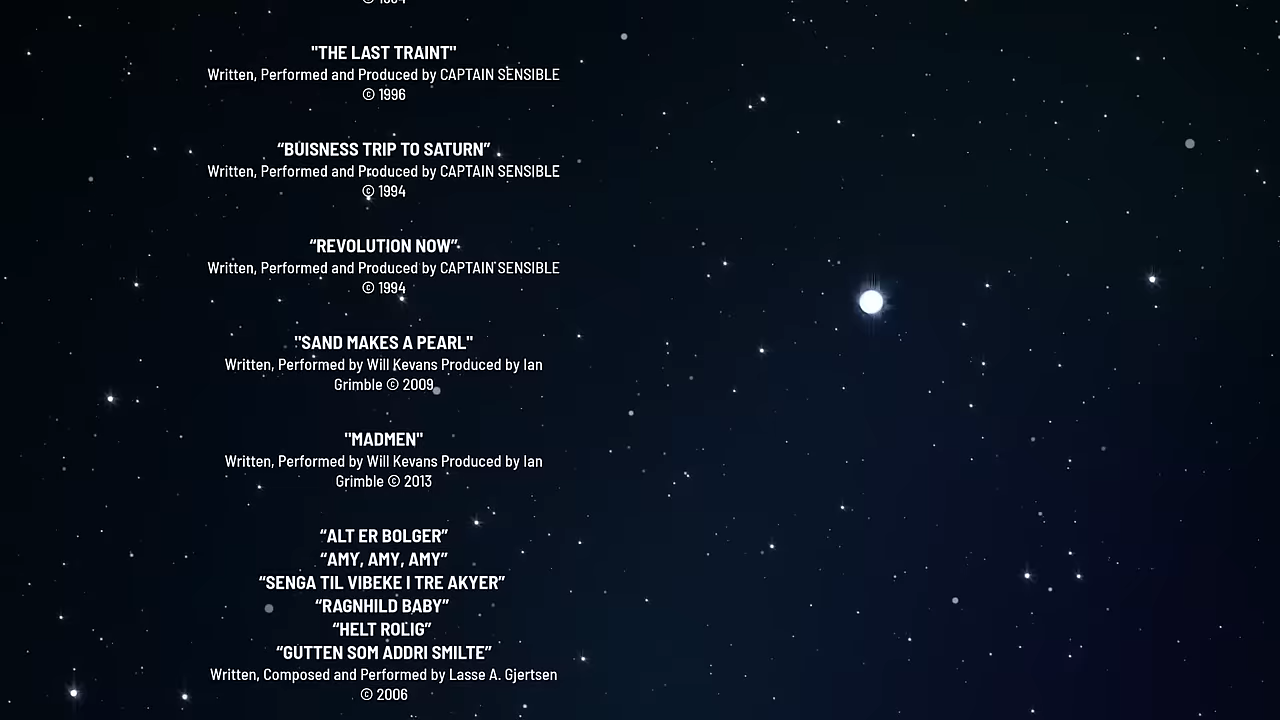 © 1994
"THE LAST TRAINT"
Written, Performed and Produced by CAPTAIN SENSIBLE
© 1996
“BUISNESS TRIP TO SATURN”
Written, Performed and Produced by CAPTAIN SENSIBLE
© 1994
“REVOLUTION NOW”
Written, Performed and Produced by CAPTAIN SENSIBLE
© 1994
"SAND MAKES A PEARL"
Written, Performed by Will Kevans Produced by Ian
Grimble © 2009
"MADMEN"
Written, Performed by Will Kevans Produced by Ian
Grimble © 2013
“ALT ER BOLGER”
“AMY, AMY, AMY”
“SENGA TIL VIBEKE I TRE AKYER”
“RAGNHILD BABY”
“HELT ROLIG”
“GUTTEN SOM ADDRI SMILTE”
Written, Composed and Performed by Lasse A. Gjertsen
© 2006